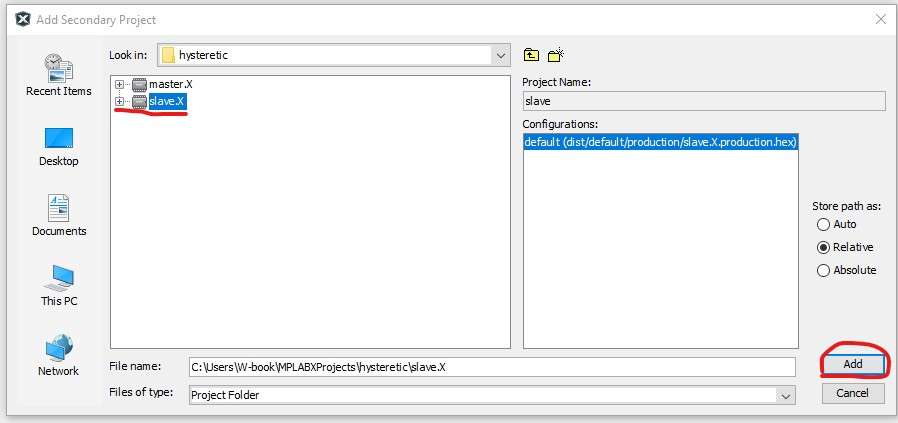 Add Secondary Project
Look in: hysteretic
Recent Items
Desktop
Documents
This PC
Network
master.X
slave.X
Project Name:
slave
Configurations:
default (dist/default/production/slave.X.production.hex)
Store path as:
Auto
Relative
Absolute
File name: C:\Users\W-book\MPLABXProjects\hysteretic\slave.X
Add
Files of type: Project Folder
Cancel